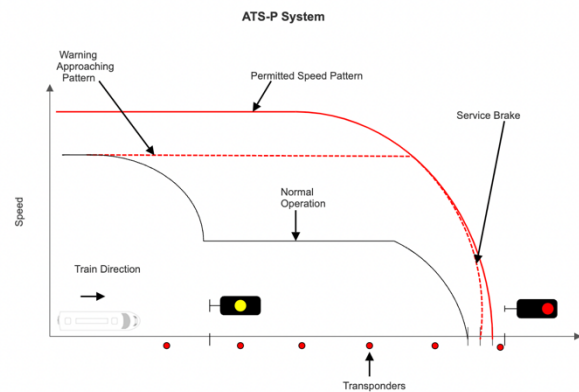 ATS-P System
Warning
Approaching
Pattern
Permitted Speed Pattern
Service Brake
Normal
Operation
Speed
Train Direction
Transponders